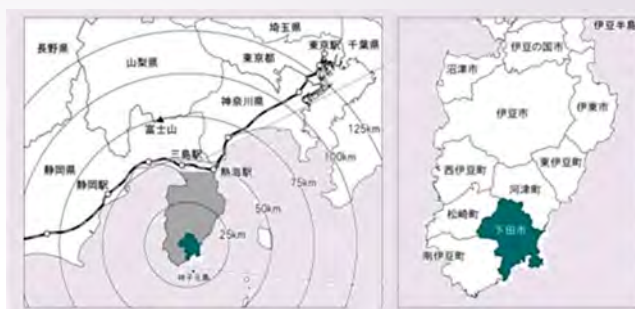 長野県
山梨県
埼玉県
東京都
東京駅
千葉県
神奈川県
富士山
125km
三島駅
100km
静岡県
静岡駅
熱海駅
75km
50km
25km
伊豆半島
伊豆の国市
沼津市
伊豆市
伊東市
西伊豆町
東伊豆町
河津町
松崎町
下田市
南伊豆町